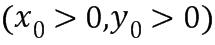 (x₀ > 0,y₀ > 0)